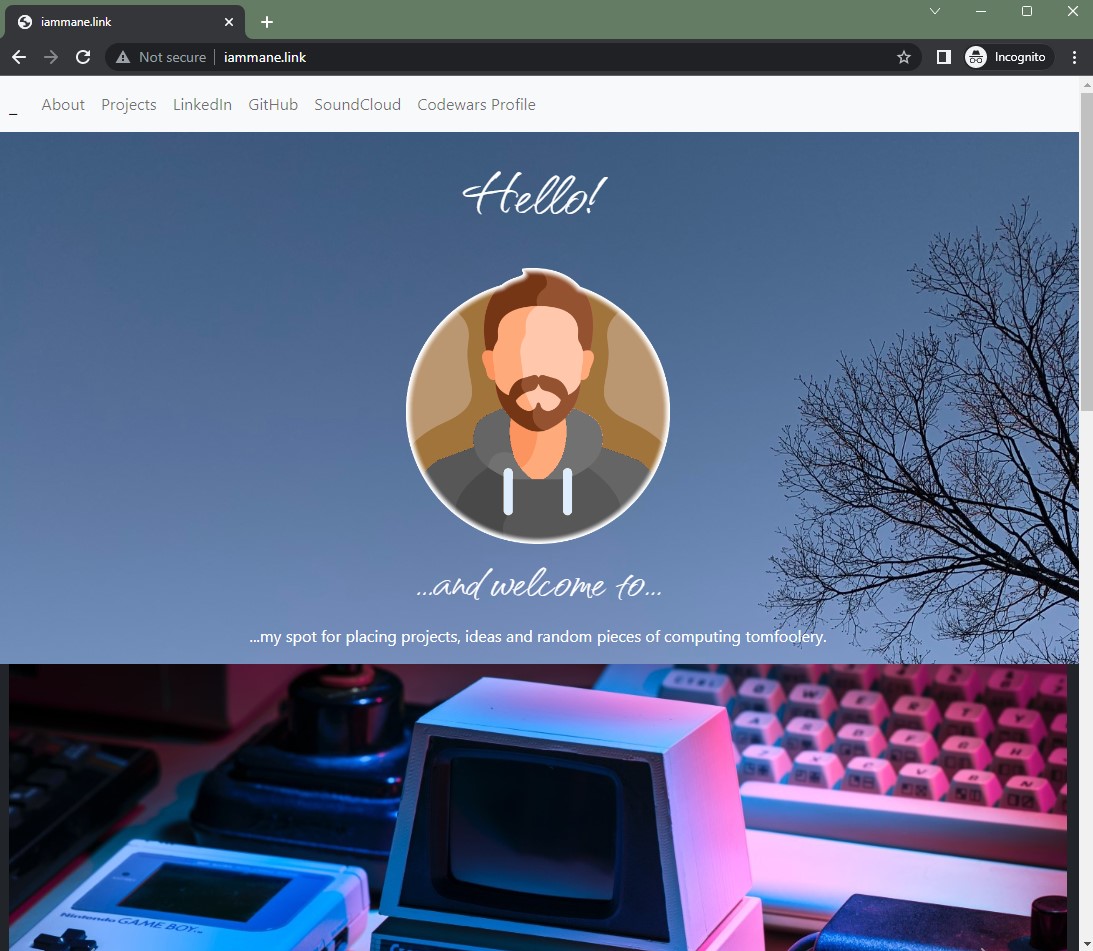 iammane.link
Not secure iammane.link Incognito
_ About Projects LinkedIn GitHub SoundCloud Codewars Profile
Hello!
...and welcome to...
...my spot for placing projects, ideas and random pieces of computing tomfoolery.
Nintendo GAME BOY™